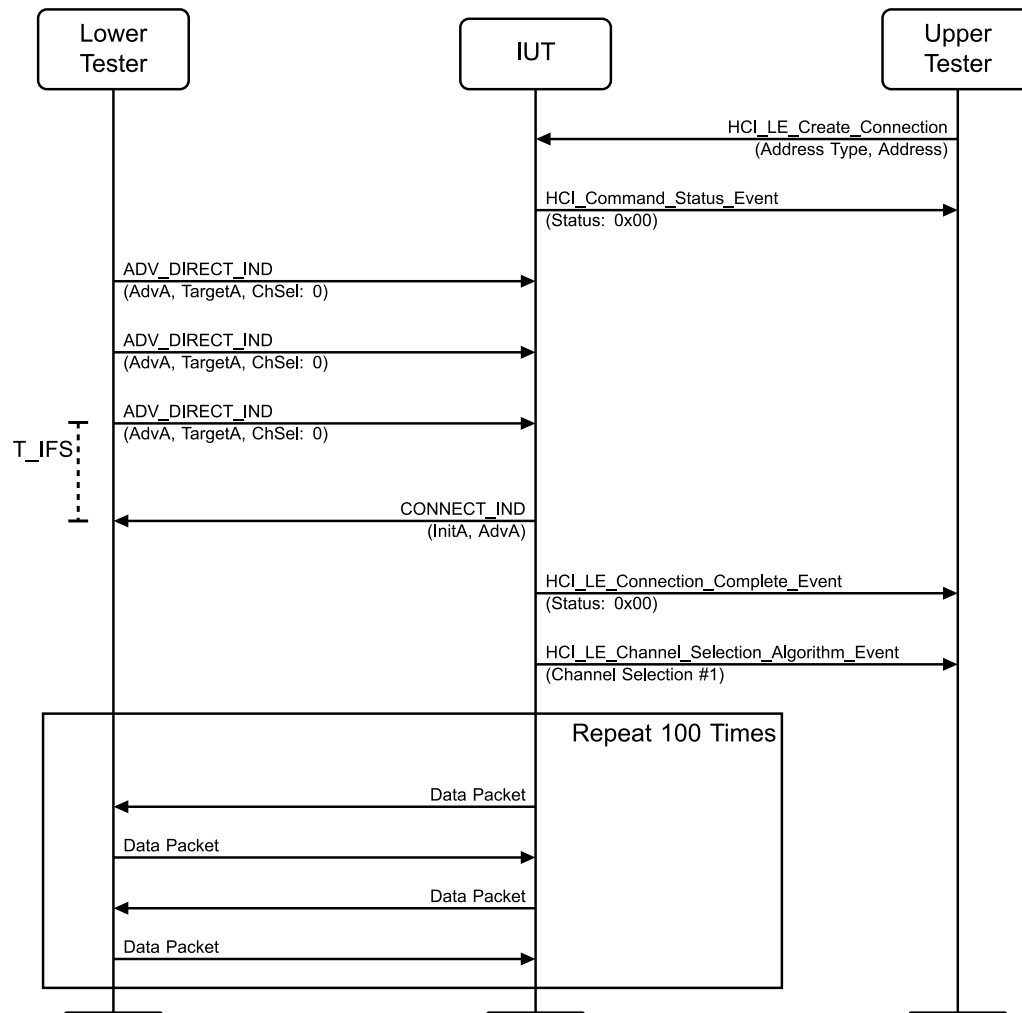 Lower
Tester
IUT
Upper
Tester
HCI_LE_Create_Connection
(Address Type, Address)
HCI_Command_Status_Event
(Status: 0x00)
ADV_DIRECT_IND
(AdvA, TargetA, ChSel: 0)
ADV_DIRECT_IND
(AdvA, TargetA, ChSel: 0)
ADV_DIRECT_IND
(AdvA, TargetA, ChSel: 0)
T_IFS
CONNECT_IND
(InitA, AdvA)
HCI_LE_Connection_Complete_Event
(Status: 0x00)
HCI_LE_Channel_Selection_Algorithm_Event
(Channel Selection #1)
Repeat 100 Times
Data Packet
Data Packet
Data Packet
Data Packet